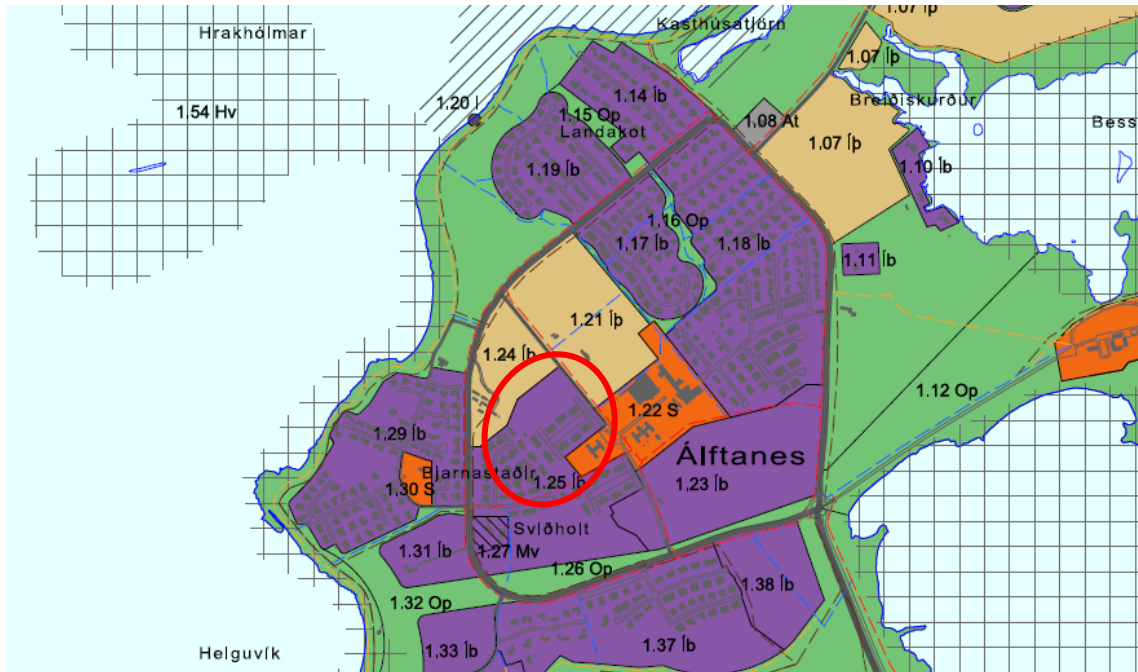 1.07 Íþ
Kasthúsatjörn
Hrakhólmar
1.07 Íþ
1.14 Íb
Breiðiskurður
1.54 Hv
1.20
1.15 Op
1.08 At
Bess
Landakot
1.07 Íþ
1.10 Íb
1.19 Íb
1,16 Op
1,17 Íb
1,18 Íb
1,11 Íb
1.21 Íþ
1.24 Íþ
1.12 Op
1.22 S
1,29 Íb
Álftanes
Bjarnastaðir
1.25 Íb
1,23 Íb
1,30 S
Svíðholt
1.31 Íb
1,27 Mv
1.26 Op
1.38 Íb
1.32 Op
1.37 Íb
1,33 Íb
Helguvík